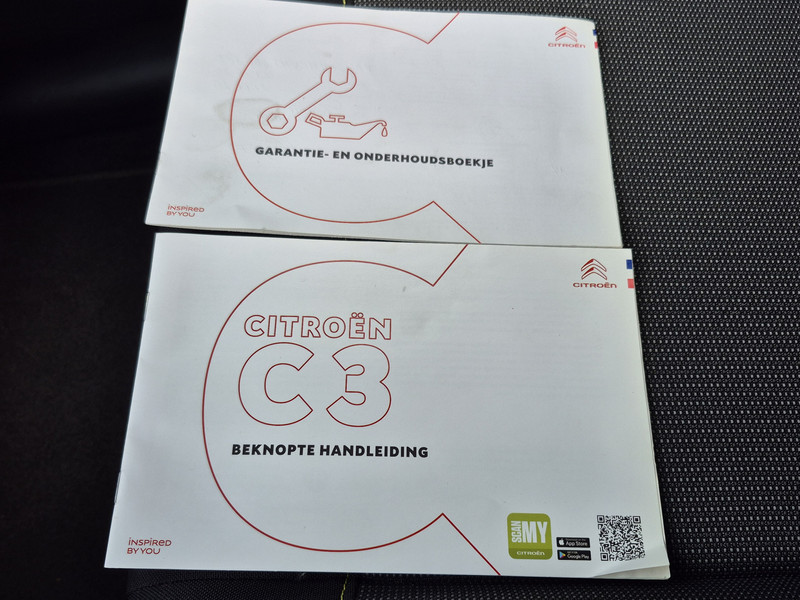 CITROËN
GARANTIE- EN ONDERHOUDSBOEKJE
INSPIRED
BY YOU
CITROËN
CITROËN
C3
BEKNOPTE HANDLEIDING
INSPIRED
BY YOU
SCAN
MY
CITROËN
App Store
Google Play